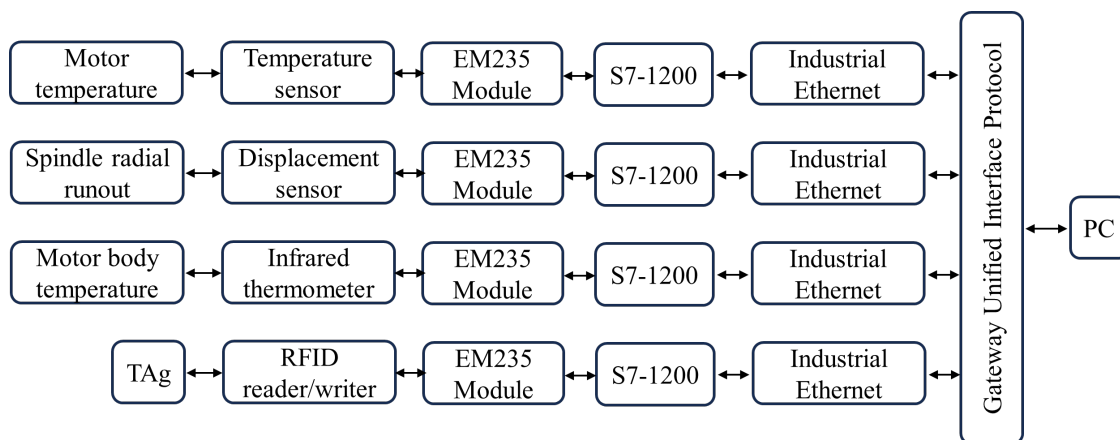 Motor
temperature
Temperature
sensor
EM235
Module
S7-1200
Industrial
Ethernet
Spindle radial
runout
Displacement
sensor
EM235
Module
S7-1200
Industrial
Ethernet
Motor body
temperature
Infrared
thermometer
EM235
Module
S7-1200
Industrial
Ethernet
TAg
RFID
reader/writer
EM235
Module
S7-1200
Industrial
Ethernet
Gateway Unified Interface Protocol
PC